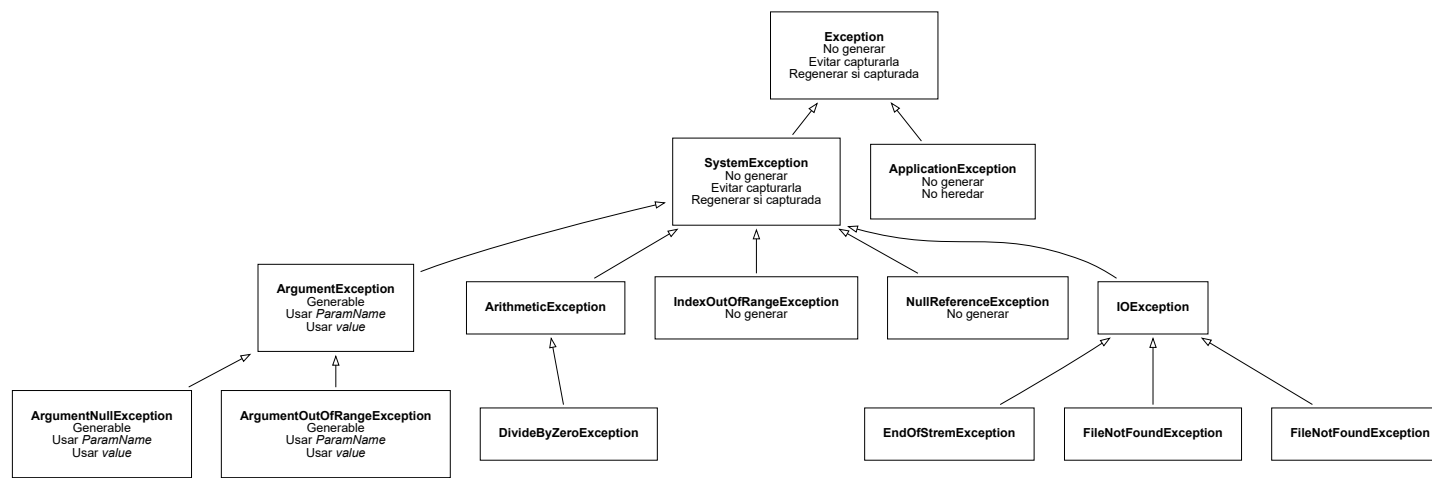 Exception
No generar
Evitar capturarla
Regenerar si capturada
SystemException
No generar
Evitar capturarla
Regenerar si capturada
ApplicationException
No generar
No heredar
ArgumentException
Generable
Usar ParamName
Usar value
ArithmeticException
IndexOutOfRangeException
No generar
NullReferenceException
No generar
IOException
ArgumentNullException
Generable
Usar ParamName
Usar value
ArgumentOutOfRangeException
Generable
Usar ParamName
Usar value
DivideByZeroException
EndOfStremException
FileNotFoundException
FileNotFoundException